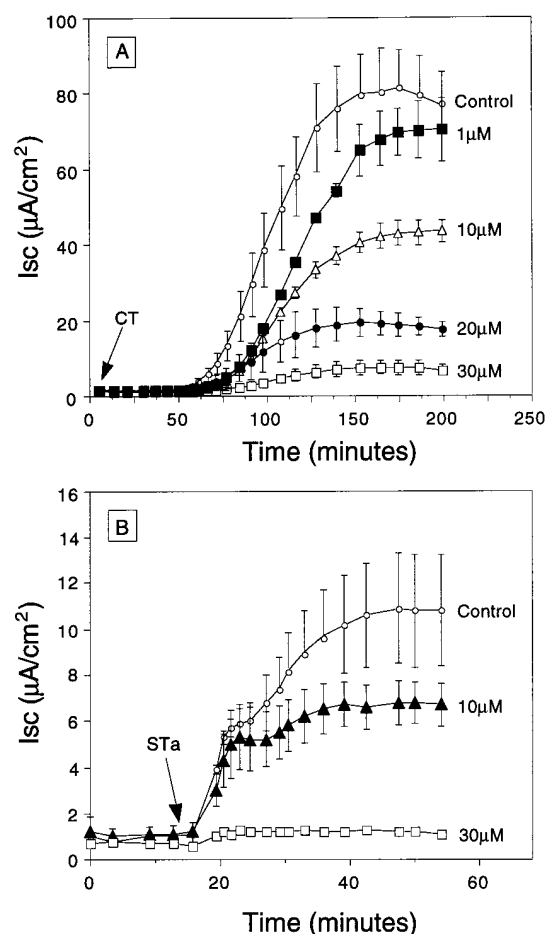 A
100
80
60
40
20
0
Isc (µA/cm²)
CT
Control
1µM
10µM
20µM
30µM
0 50 100 150 200 250
Time (minutes)
B
16
14
12
10
8
6
4
2
0
Isc (µA/cm²)
STa
Control
10µM
30µM
0 20 40 60
Time (minutes)